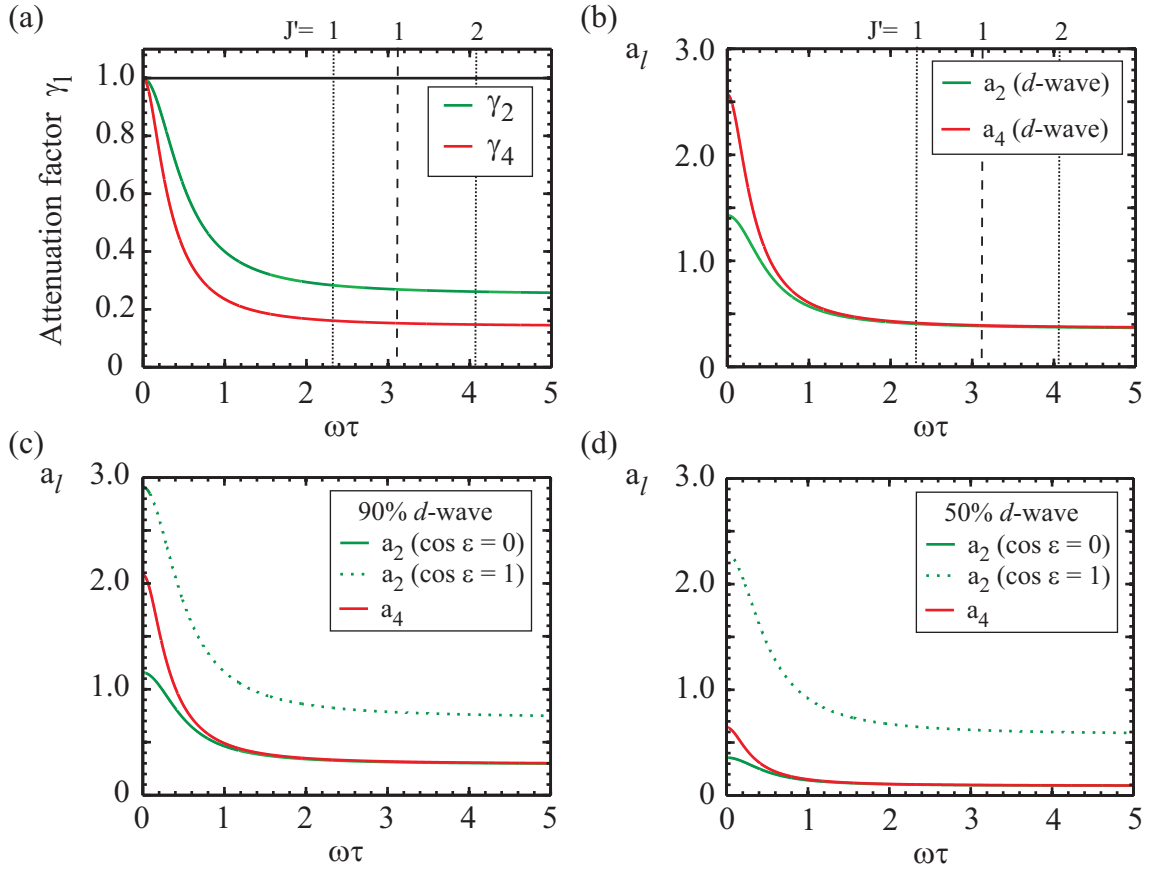 (a)
J'= 1 1 2
Attenuation factor γ1
1.0
0.8
0.6
0.4
0.2
0
γ2
γ4
0 1 2 3 4 5
ωτ
(b)
J'= 1 1 2
al
3.0
2.0
1.0
0
a2 (d-wave)
a4 (d-wave)
0 1 2 3 4 5
ωτ
(c)
al
3.0
2.0
1.0
0
90% d-wave
a2 (cos ε = 0)
a2 (cos ε = 1)
a4
0 1 2 3 4 5
ωτ
(d)
al
3.0
2.0
1.0
0
50% d-wave
a2 (cos ε = 0)
a2 (cos ε = 1)
a4
0 1 2 3 4 5
ωτ